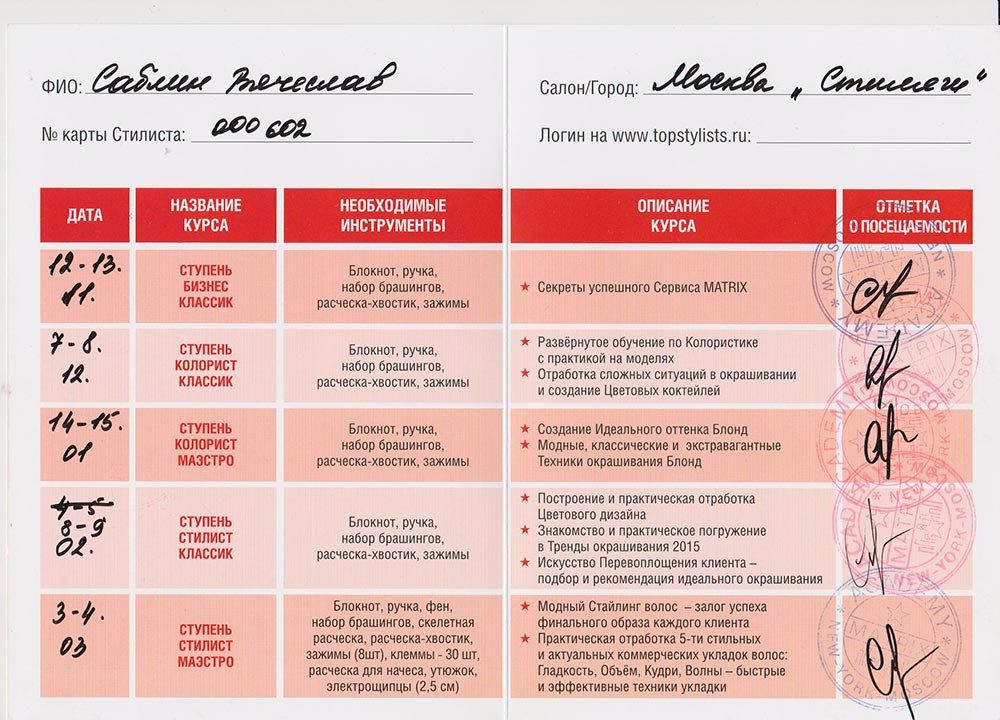 ФИО: Саблин Вячеслав
№ карты Стилиста: 000 602
Салон/Город: Москва „Стиляги"
Логин на www.topstylists.ru:
ДАТА
НАЗВАНИЕ
КУРСА
НЕОБХОДИМЫЕ
ИНСТРУМЕНТЫ
ОПИСАНИЕ
КУРСА
ОТМЕТКА
О ПОСЕЩАЕМОСТИ
12-13.
11.
СТУПЕНЬ
БИЗНЕС
КЛАССИК
Блокнот, ручка,
набор брашингов,
расческа-хвостик, зажимы
Секреты успешного Сервиса MATRIX
7-8.
12.
СТУПЕНЬ
КОЛОРИСТ
КЛАССИК
Блокнот, ручка,
набор брашингов,
расческа-хвостик, зажимы
Развёрнутое обучение по Колористике
с практикой на моделях
Отработка сложных ситуаций в окрашивании
и создание Цветовых коктейлей
14-15.
01
СТУПЕНЬ
КОЛОРИСТ
МАЭСТРО
Блокнот, ручка,
набор брашингов,
расческа-хвостик, зажимы
Создание Идеального оттенка Блонд
Модные, классические и экстравагантные
Техники окрашивания Блонд
4-5
8-9
02.
СТУПЕНЬ
СТИЛИСТ
КЛАССИК
Блокнот, ручка,
набор брашингов,
расческа-хвостик, зажимы
Построение и практическая отработка
Цветового дизайна
Знакомство и практическое погружение
в Тренды окрашивания 2015
Искусство Перевоплощения клиента –
подбор и рекомендация идеального окрашивания
3-4.
03
СТУПЕНЬ
СТИЛИСТ
МАЭСТРО
Блокнот, ручка, фен,
набор брашингов, скелетная
расческа, расческа-хвостик,
зажимы (8шт), клеммы - 30 шт,
расческа для начеса, утюжок,
электрощипцы (2,5 см)
Модный Стайлинг волос – залог успеха
финального образа каждого клиента
Практическая отработка 5-ти стильных
и актуальных коммерческих укладок волос:
Гладкость, Объём, Кудри, Волны – быстрые
и эффективные техники укладки
ACADEMY
MATRIX
NEW-YORK-MOSCOW